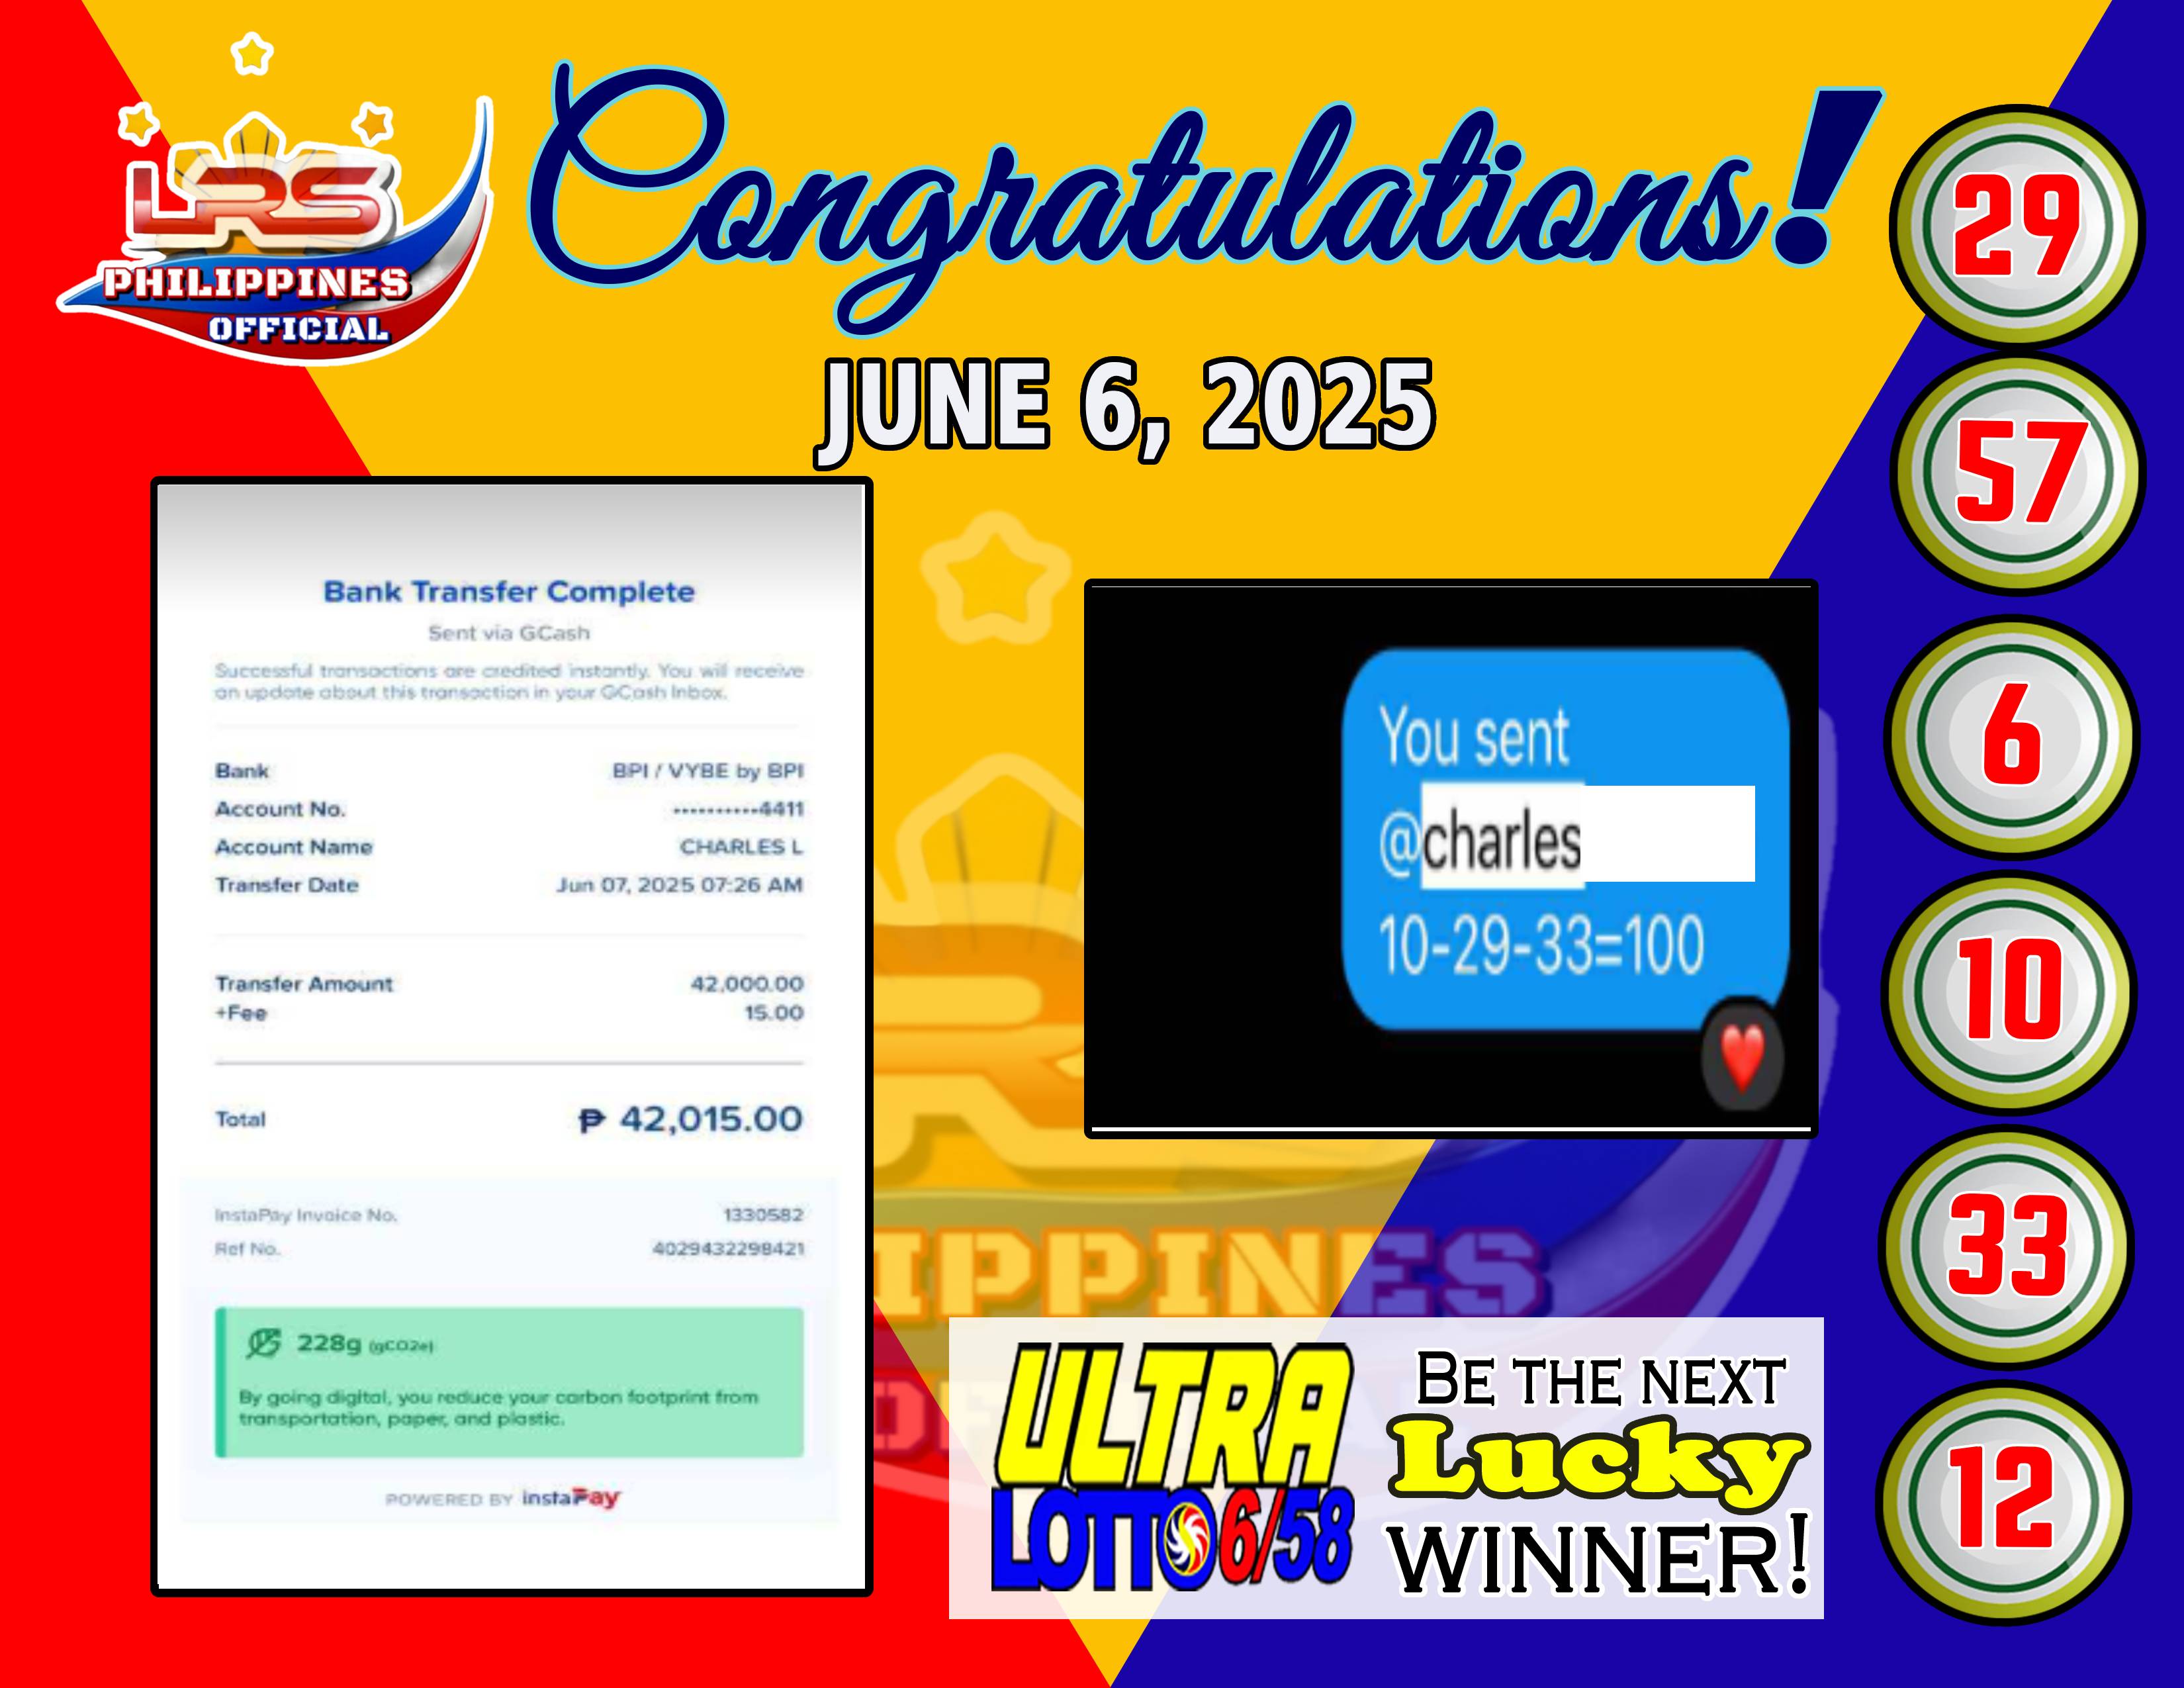 LRS
PHILIPPINES
OFFICIAL
Congratulations!
JUNE 6, 2025
Bank Transfer Complete
Sent via GCash
Successful transactions are credited instantly. You will receive
an update about this transaction in your GCash Inbox.
Bank BPI / VYBE by BPI
Account No. ••••••••••4411
Account Name CHARLES L
Transfer Date Jun 07, 2025 07:26 AM
Transfer Amount 42,000.00
+Fee 15.00
Total ₱ 42,015.00
InstaPay Invoice No. 1330582
Ref No. 4029432298421
228g (gCO2e)
By going digital, you reduce your carbon footprint from
transportation, paper, and plastic.
POWERED BY instaPay
You sent
@charles
10-29-33=100
IPPINES
ULTRA
LOTTO 6/58
BE THE NEXT
Lucky
WINNER!
29
57
6
10
33
12